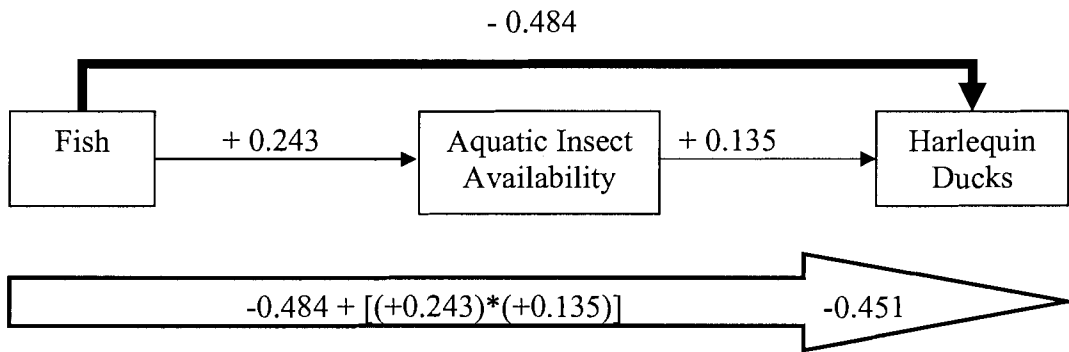 - 0.484
Fish
+ 0.243
Aquatic Insect
Availability
+ 0.135
Harlequin
Ducks
-0.484 + [(+0.243)*(+0.135)]
-0.451